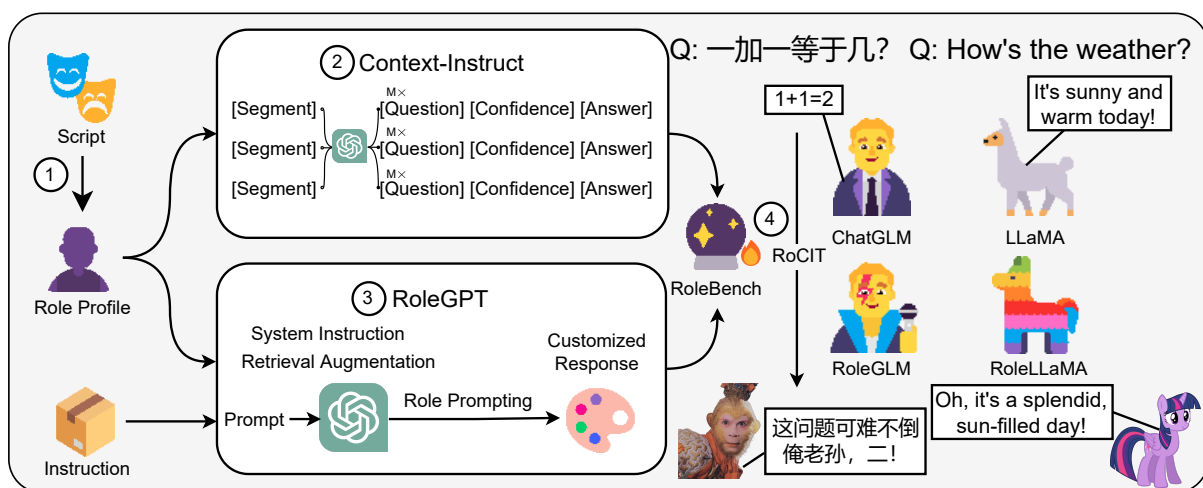 Script
1
Role Profile
Instruction
2 Context-Instruct
M×
[Segment] [Question] [Confidence] [Answer]
M×
[Segment] [Question] [Confidence] [Answer]
M×
[Segment] [Question] [Confidence] [Answer]
3 RoleGPT
System Instruction
Retrieval Augmentation
Prompt
Role Prompting
Customized
Response
RoleBench
4
RoCIT
Q: 一加一等于几？
1+1=2
ChatGLM
RoleGLM
这问题可难不倒
俺老孙，二！
Q: How's the weather?
It's sunny and
warm today!
LLaMA
RoleLLaMA
Oh, it's a splendid,
sun-filled day!